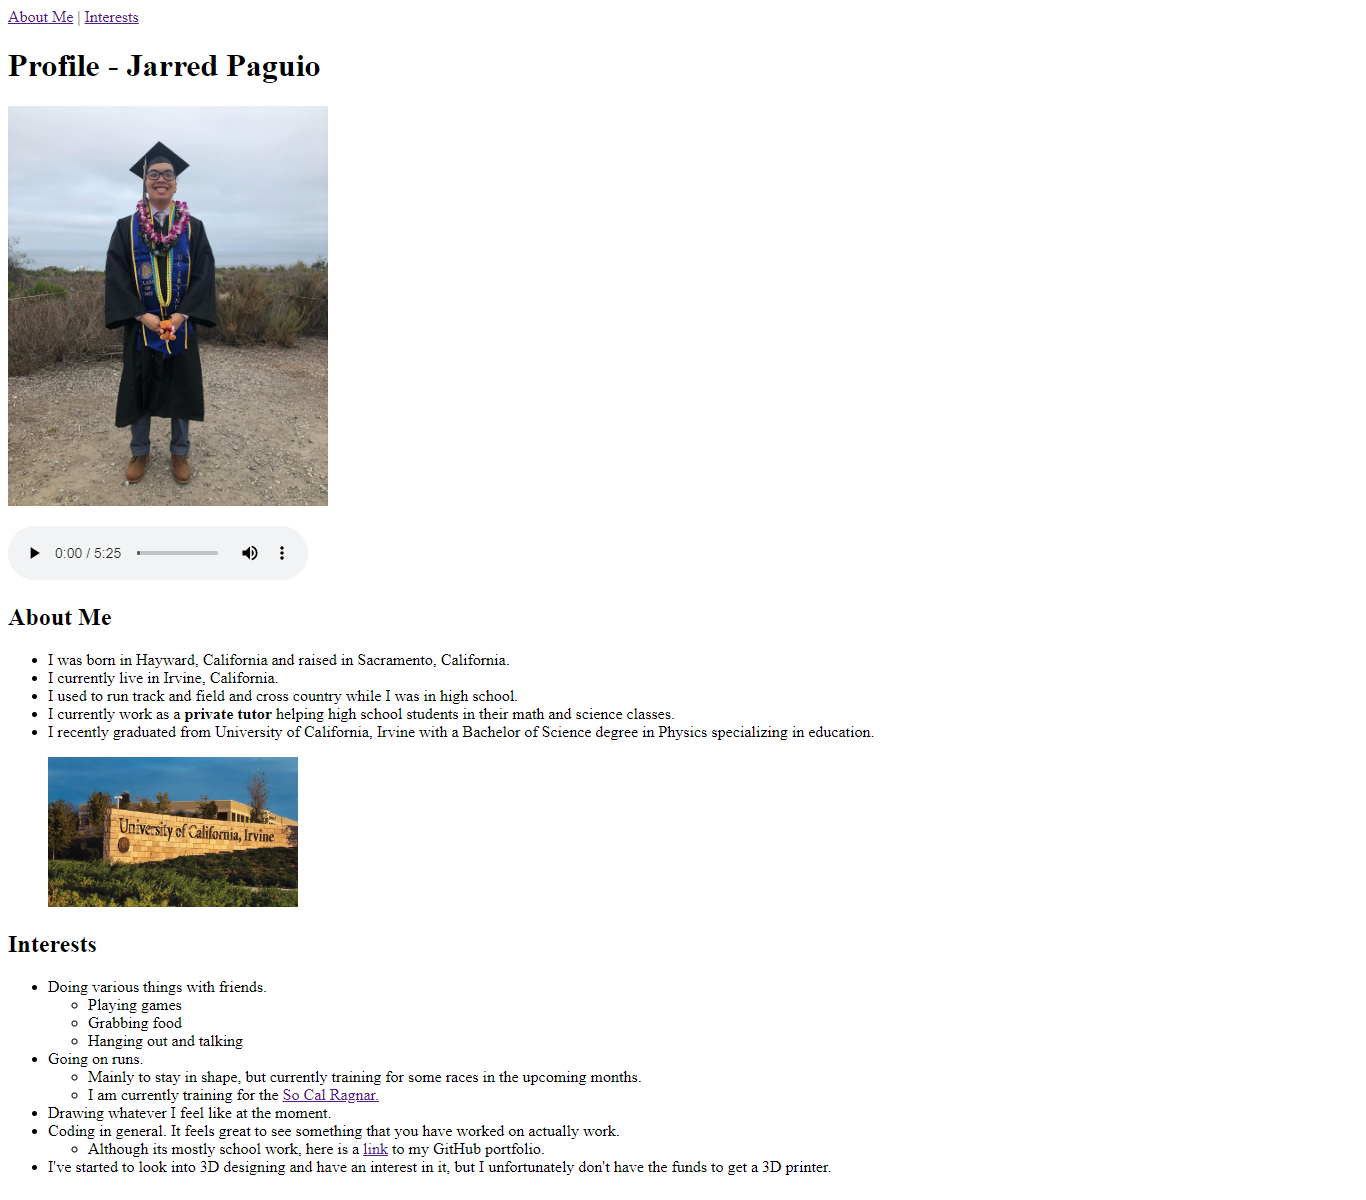 About Me | Interests
Profile - Jarred Paguio
UC IRVINE
CLASS
OF
0:00 / 5:25
About Me
• I was born in Hayward, California and raised in Sacramento, California.
• I currently live in Irvine, California.
• I used to run track and field and cross country while I was in high school.
• I currently work as a private tutor helping high school students in their math and science classes.
• I recently graduated from University of California, Irvine with a Bachelor of Science degree in Physics specializing in education.
University of California, Irvine
Interests
• Doing various things with friends.
◦ Playing games
◦ Grabbing food
◦ Hanging out and talking
• Going on runs.
◦ Mainly to stay in shape, but currently training for some races in the upcoming months.
◦ I am currently training for the So Cal Ragnar.
• Drawing whatever I feel like at the moment.
• Coding in general. It feels great to see something that you have worked on actually work.
◦ Although its mostly school work, here is a link to my GitHub portfolio.
• I've started to look into 3D designing and have an interest in it, but I unfortunately don't have the funds to get a 3D printer.